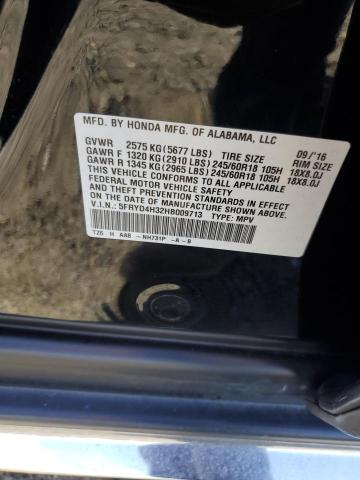 MFD. BY HONDA MFG. OF ALABAMA, LLC
GVWR 2575 KG (5677 LBS) TIRE SIZE 09/'16
GAWR F 1320 KG (2910 LBS) 245/60R18 105H RIM SIZE 18X8.0J
GAWR R 1345 KG (2965 LBS) 245/60R18 105H 18X8.0J
THIS VEHICLE CONFORMS TO ALL APPLICABLE
FEDERAL MOTOR VEHICLE SAFETY, BUMPER,
AND THEFT PREVENTION STANDARDS IN EFFECT
ON THE DATE OF MANUFACTURE SHOWN ABOVE.
V.I.N.: 5FRYD4H32HB009713 TYPE: MPV
TZ5 H AAB - NH731P -A -B